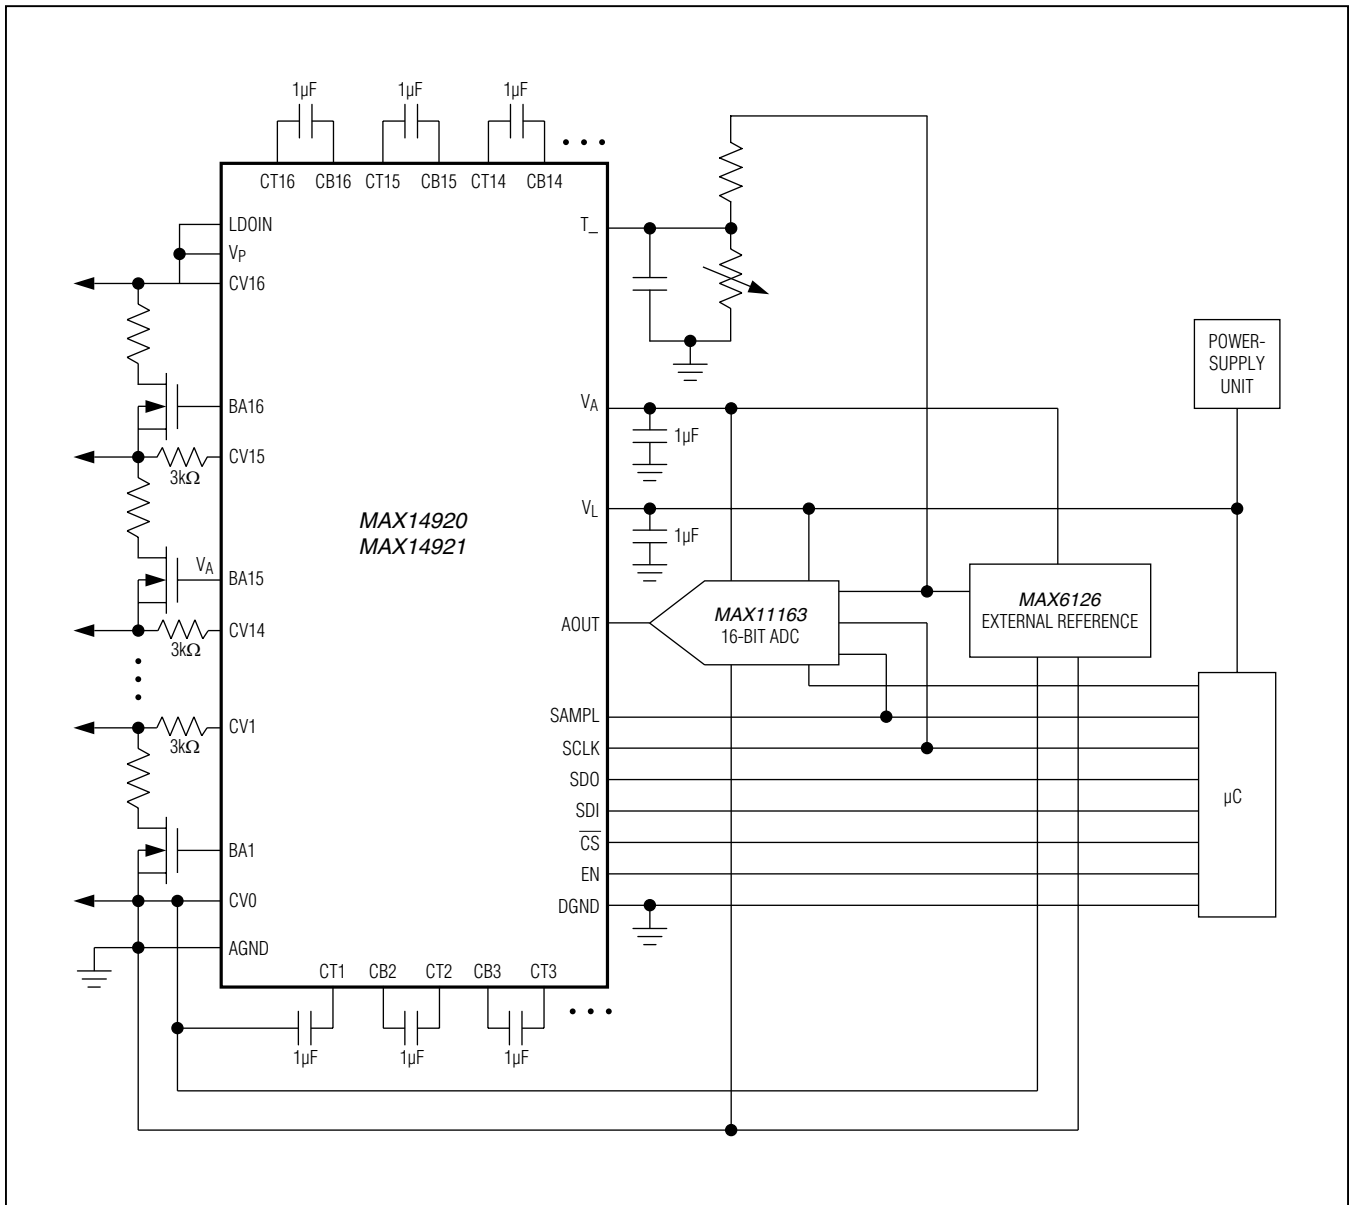 1µF 1µF 1µF
CT16 CB16 CT15 CB15 CT14 CB14
LDOIN
VP
CV16
BA16
CV15
3kΩ
VA
BA15
CV14
3kΩ
CV1
3kΩ
BA1
CV0
AGND
MAX14920
MAX14921
T_
VA
1µF
VL
1µF
AOUT
SAMPL
SCLK
SDO
SDI
CS
EN
DGND
CT1 CB2 CT2 CB3 CT3
1µF 1µF 1µF
MAX11163
16-BIT ADC
MAX6126
EXTERNAL REFERENCE
POWER-
SUPPLY
UNIT
µC